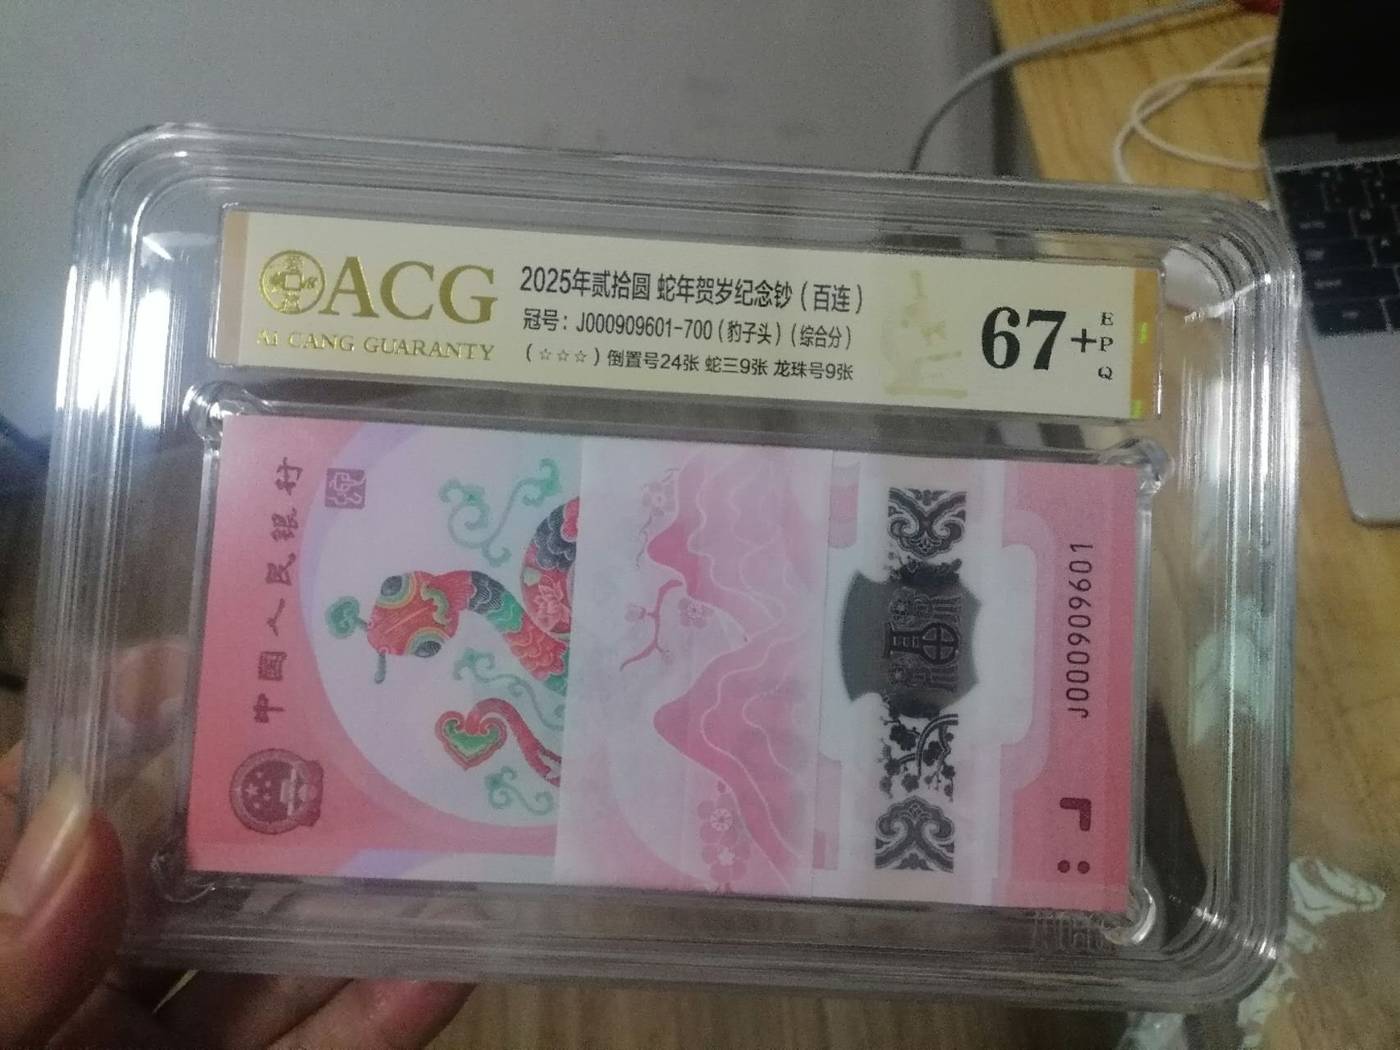 ACG
AI CANG GUARANTY
2025年贰拾圆 蛇年贺岁纪念钞（百连）
冠号：J000909601-700（豹子头）（综合分）
（☆☆☆）倒置号24张 蛇三9张 龙珠号9张
67+
EPQ
中國人民银行
J000909601